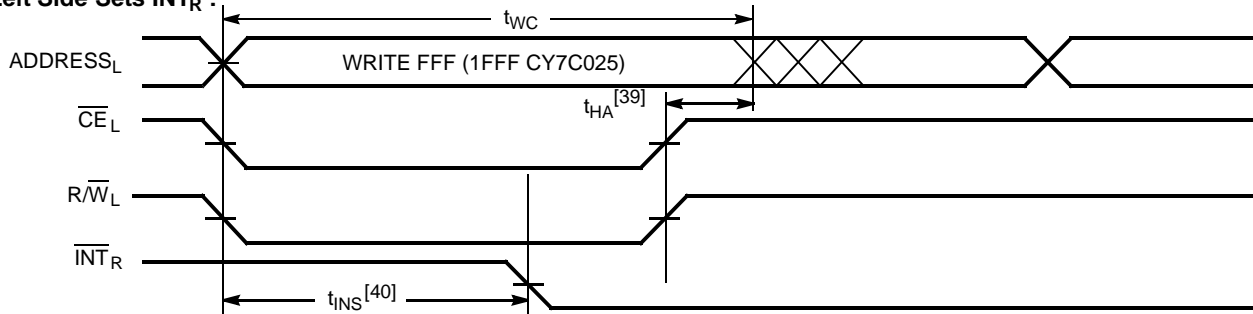 Left Side Sets INTR :
tWC
ADDRESSL
WRITE FFF (1FFF CY7C025)
tHA[39]
CEL
R/WL
INTR
tINS[40]